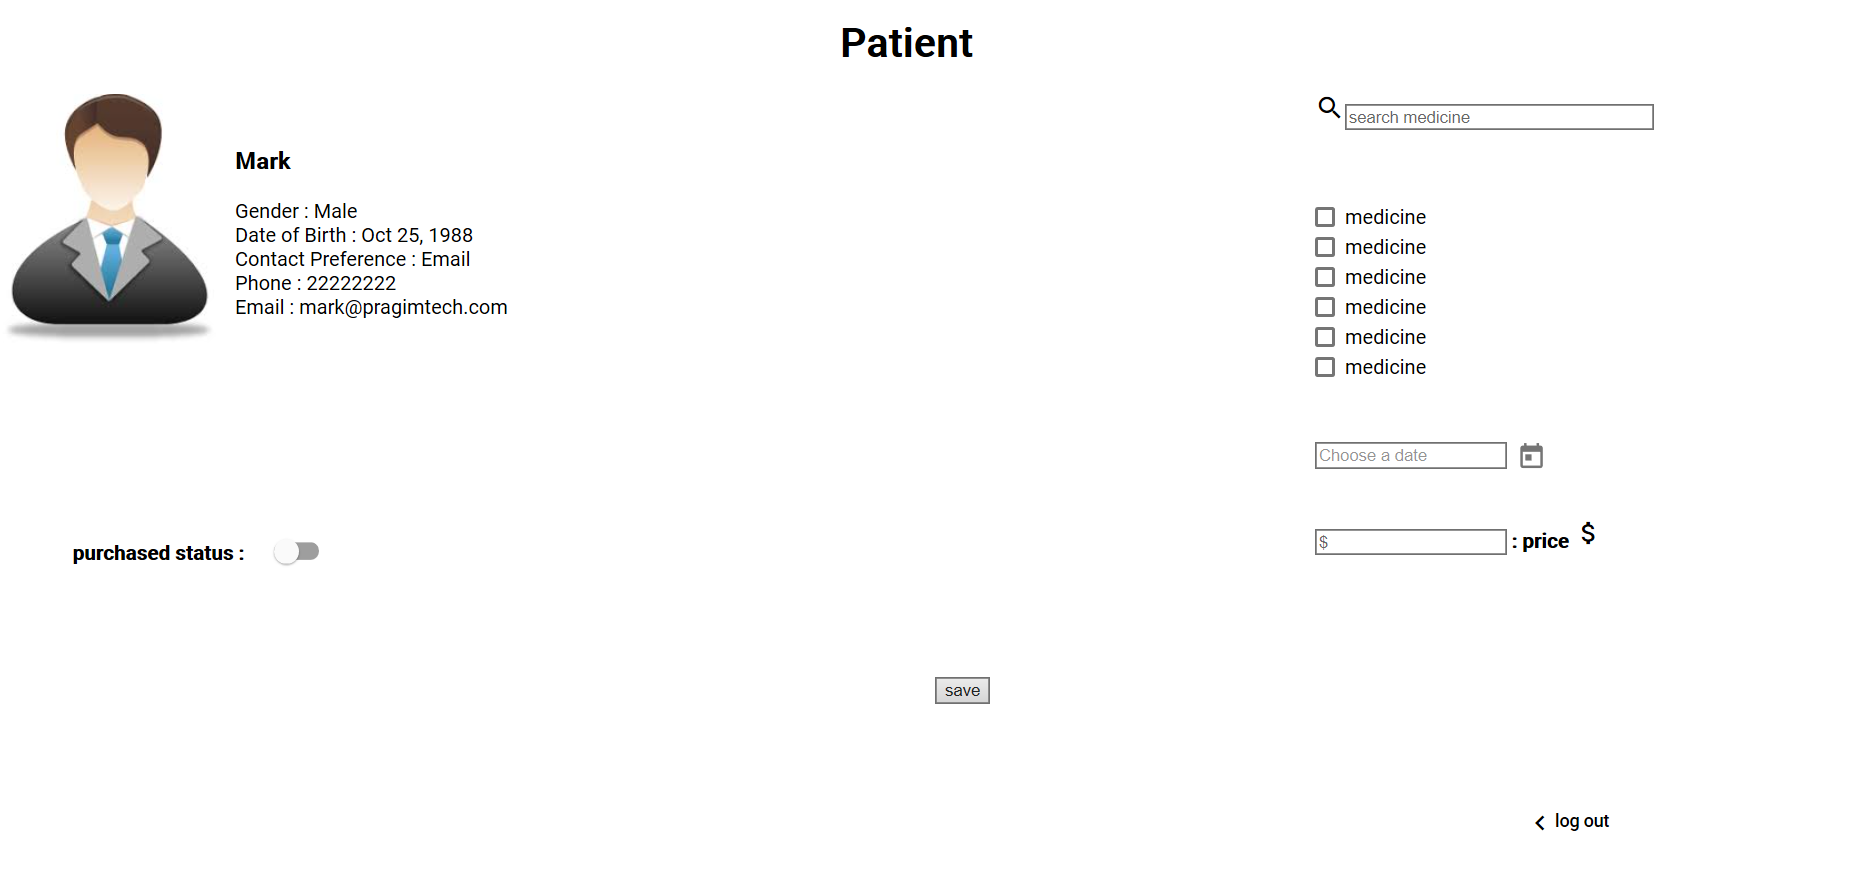 Patient
search medicine
Mark
Gender : Male
Date of Birth : Oct 25, 1988
Contact Preference : Email
Phone : 22222222
Email : mark@pragimtech.com
medicine
medicine
medicine
medicine
medicine
medicine
Choose a date
purchased status :
$ : price $
save
log out